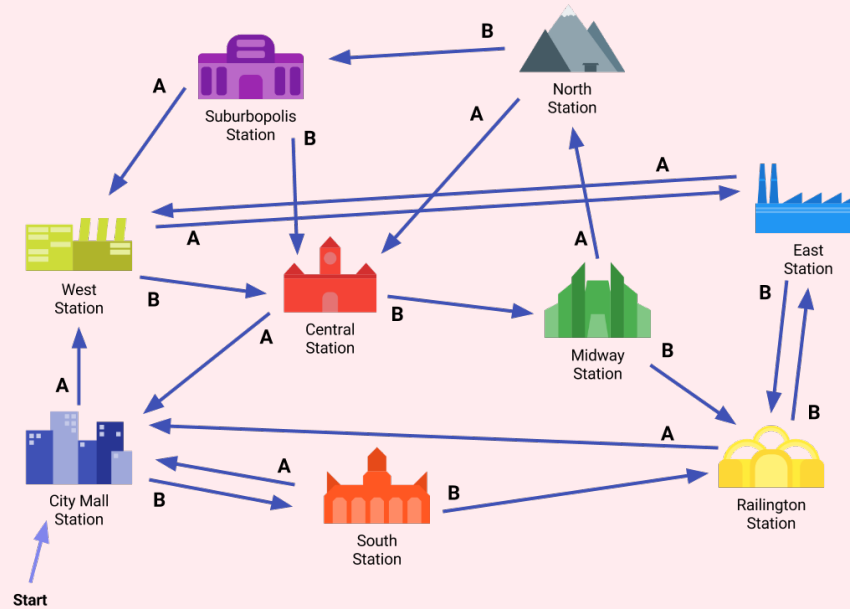 B
North
Station
A
Suburbopolis
Station
A
B
A
A
East
Station
West
Station
B
A
B
Central
Station
A
B
Midway
Station
B
B
A
A
City Mall
Station
B
A
South
Station
B
Railington
Station
Start